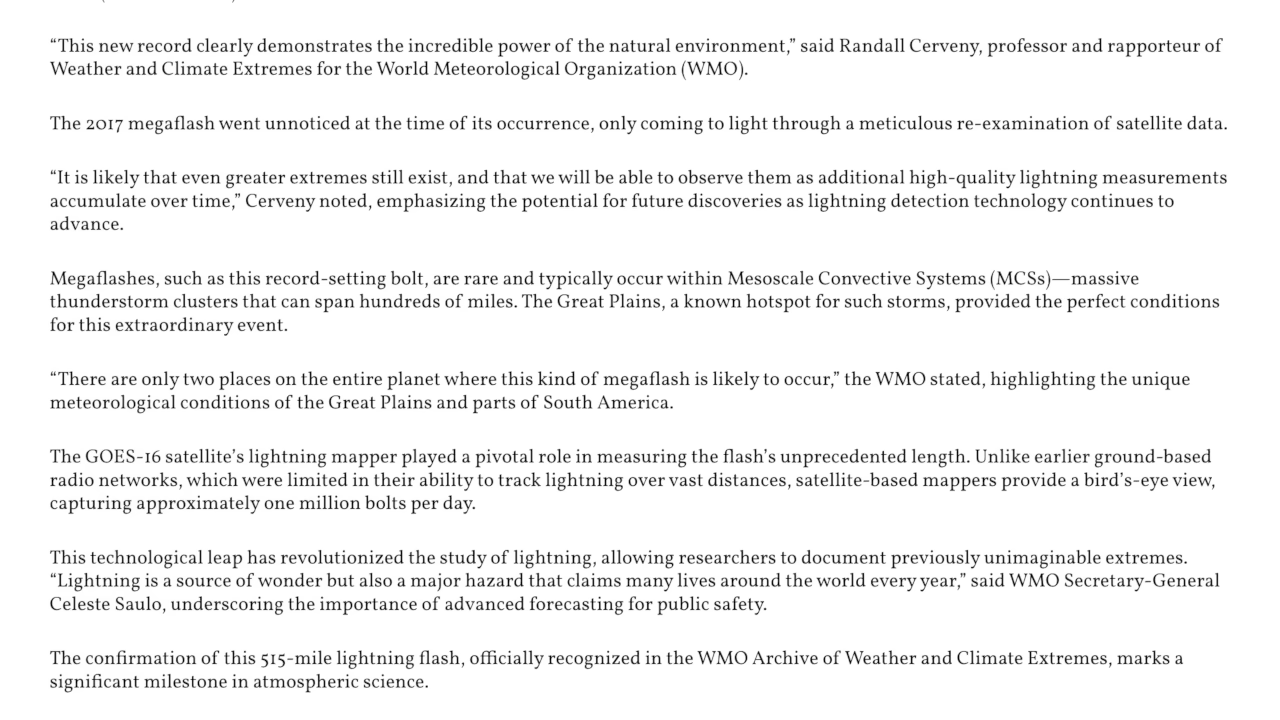 “This new record clearly demonstrates the incredible power of the natural environment,” said Randall Cerveny, professor and rapporteur of
Weather and Climate Extremes for the World Meteorological Organization (WMO).
The 2017 megaflash went unnoticed at the time of its occurrence, only coming to light through a meticulous re-examination of satellite data.
“It is likely that even greater extremes still exist, and that we will be able to observe them as additional high-quality lightning measurements
accumulate over time,” Cerveny noted, emphasizing the potential for future discoveries as lightning detection technology continues to
advance.
Megaflashes, such as this record-setting bolt, are rare and typically occur within Mesoscale Convective Systems (MCSs)—massive
thunderstorm clusters that can span hundreds of miles. The Great Plains, a known hotspot for such storms, provided the perfect conditions
for this extraordinary event.
“There are only two places on the entire planet where this kind of megaflash is likely to occur,” the WMO stated, highlighting the unique
meteorological conditions of the Great Plains and parts of South America.
The GOES-16 satellite’s lightning mapper played a pivotal role in measuring the flash’s unprecedented length. Unlike earlier ground-based
radio networks, which were limited in their ability to track lightning over vast distances, satellite-based mappers provide a bird’s-eye view,
capturing approximately one million bolts per day.
This technological leap has revolutionized the study of lightning, allowing researchers to document previously unimaginable extremes.
“Lightning is a source of wonder but also a major hazard that claims many lives around the world every year,” said WMO Secretary-General
Celeste Saulo, underscoring the importance of advanced forecasting for public safety.
The confirmation of this 515-mile lightning flash, officially recognized in the WMO Archive of Weather and Climate Extremes, marks a
significant milestone in atmospheric science.